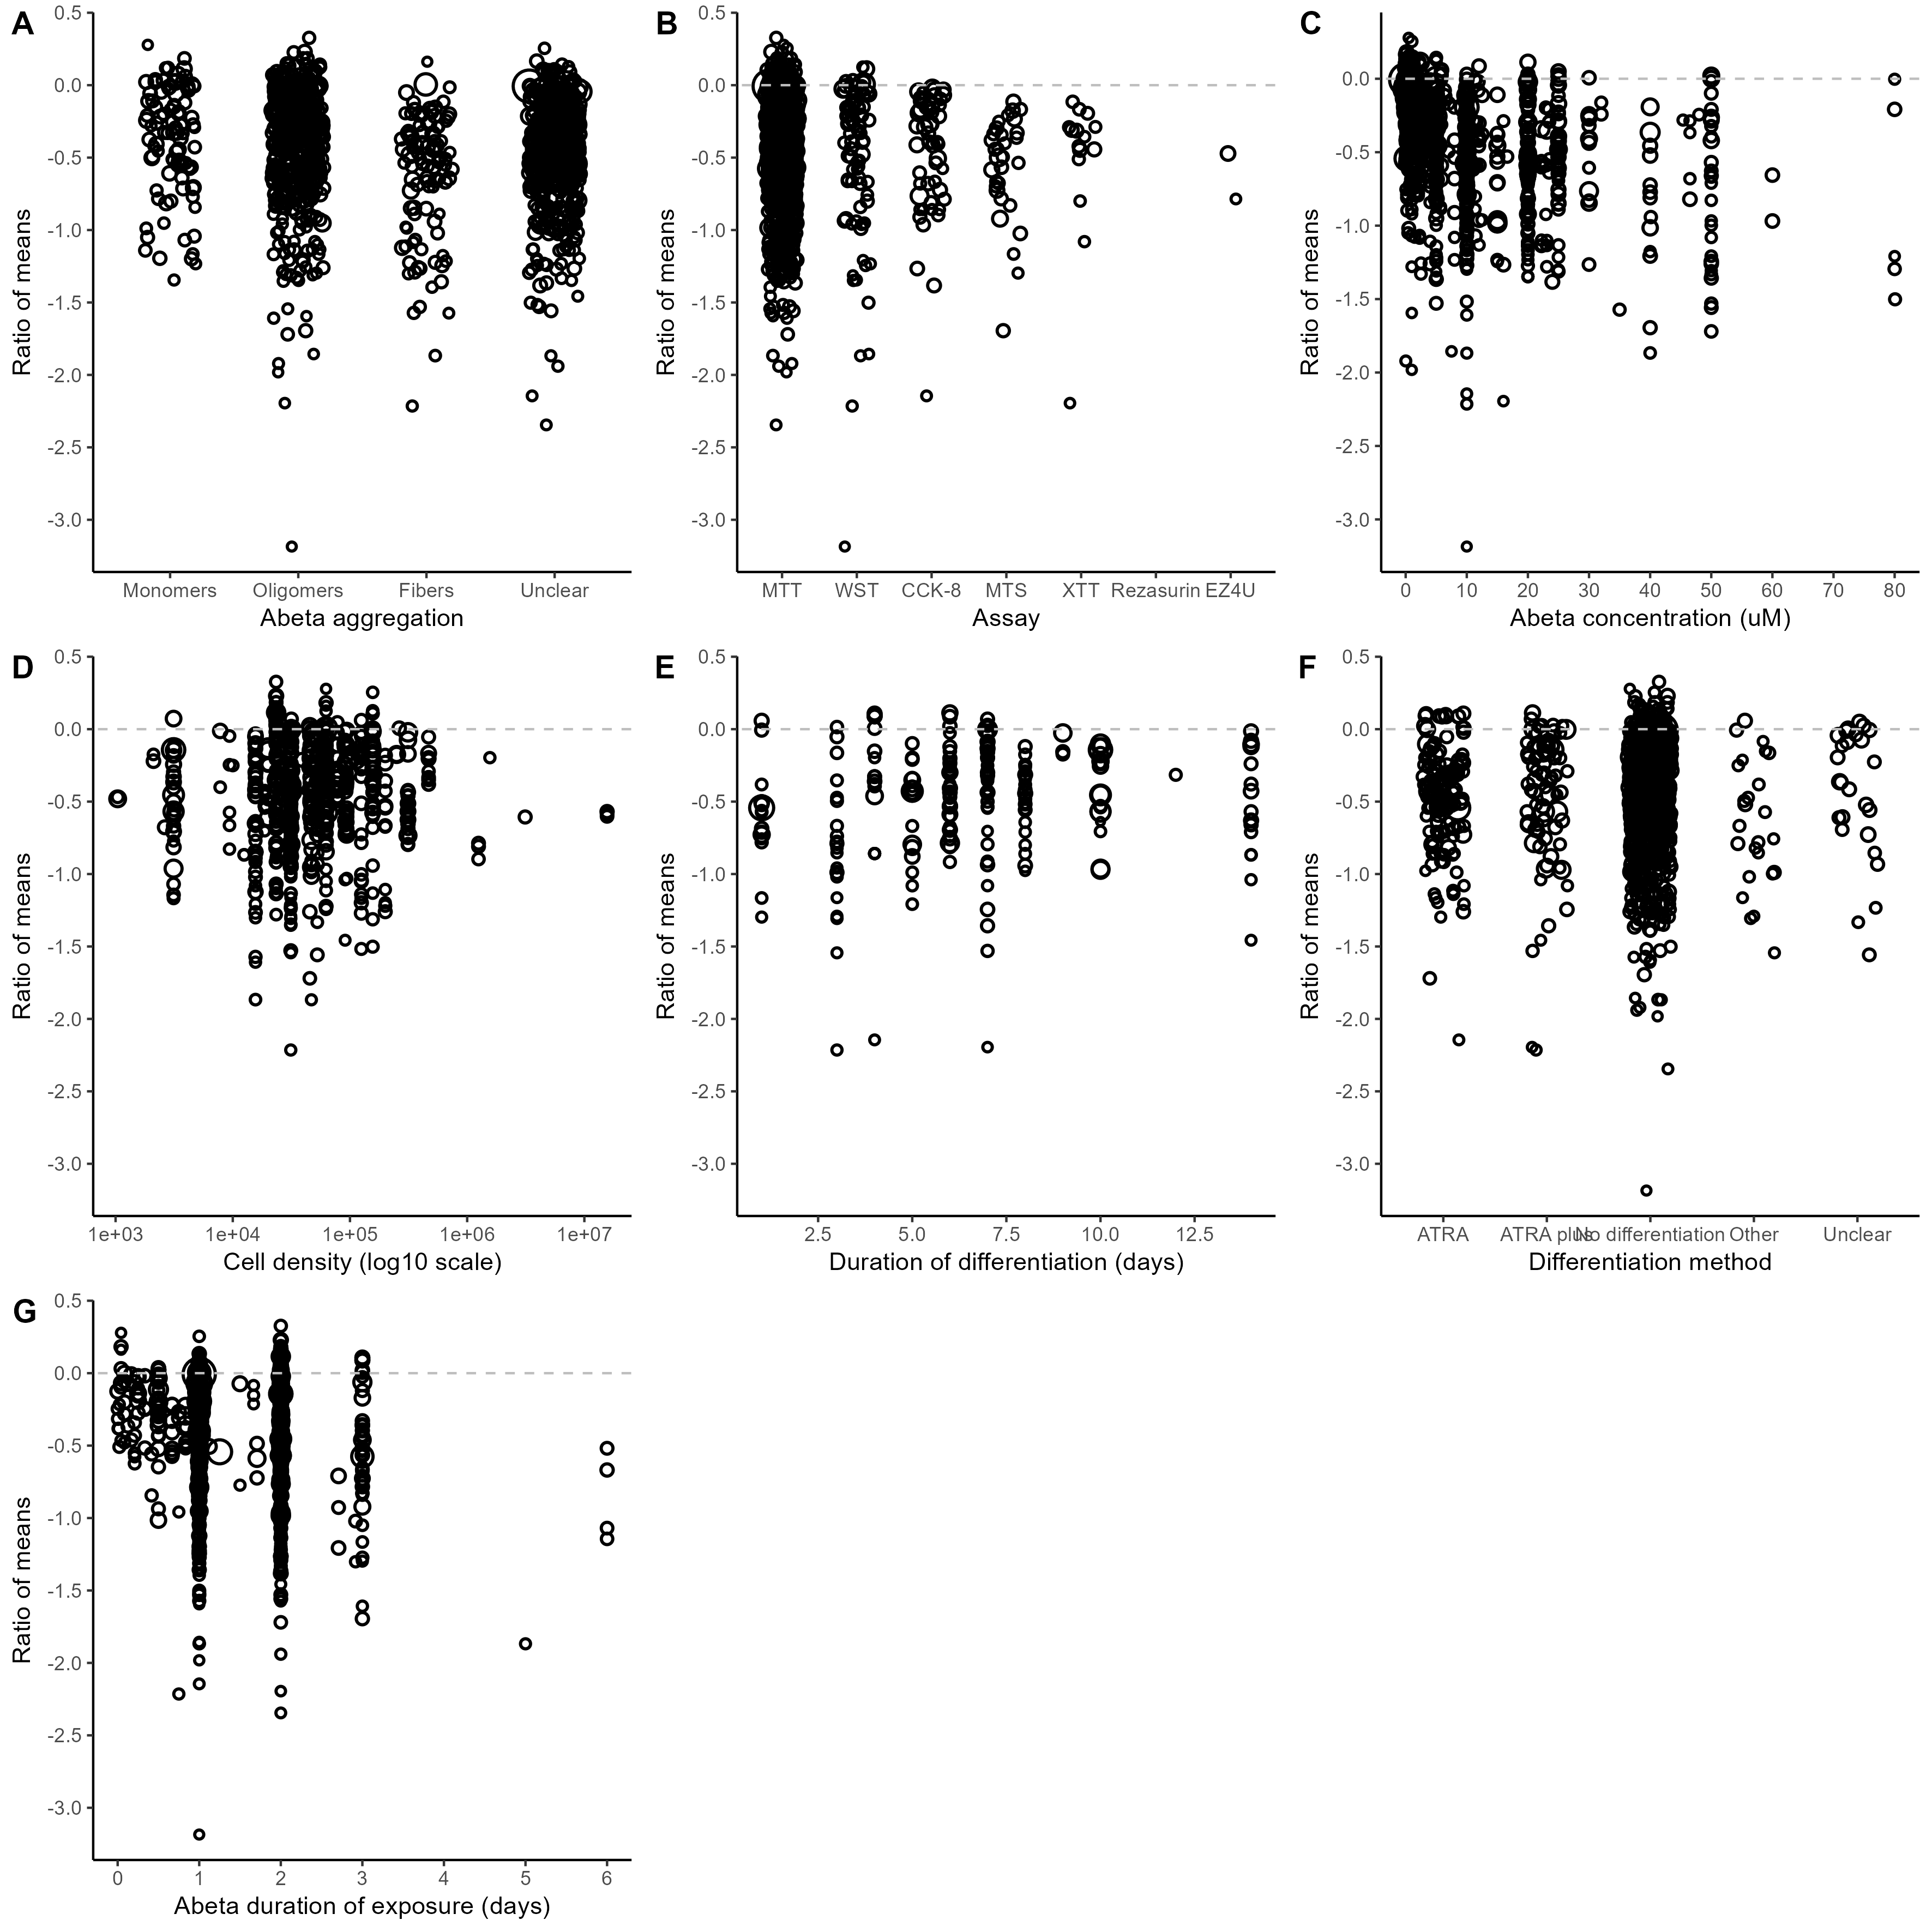 A
0.5
0.0
-0.5
-1.0
-1.5
-2.0
-2.5
-3.0
Ratio of means
Monomers Oligomers Fibers Unclear
Abeta aggregation
B
0.5
0.0
-0.5
-1.0
-1.5
-2.0
-2.5
-3.0
Ratio of means
MTT WST CCK-8 MTS XTT Rezasurin EZ4U
Assay
C
0.0
-0.5
-1.0
-1.5
-2.0
-2.5
-3.0
Ratio of means
0 10 20 30 40 50 60 70 80
Abeta concentration (uM)
D
0.5
0.0
-0.5
-1.0
-1.5
-2.0
-2.5
-3.0
Ratio of means
1e+03 1e+04 1e+05 1e+06 1e+07
Cell density (log10 scale)
E
0.5
0.0
-0.5
-1.0
-1.5
-2.0
-2.5
-3.0
Ratio of means
2.5 5.0 7.5 10.0 12.5
Duration of differentiation (days)
F
0.5
0.0
-0.5
-1.0
-1.5
-2.0
-2.5
-3.0
Ratio of means
ATRA ATRA plus No differentiation Other Unclear
Differentiation method
G
0.5
0.0
-0.5
-1.0
-1.5
-2.0
-2.5
-3.0
Ratio of means
0 1 2 3 4 5 6
Abeta duration of exposure (days)